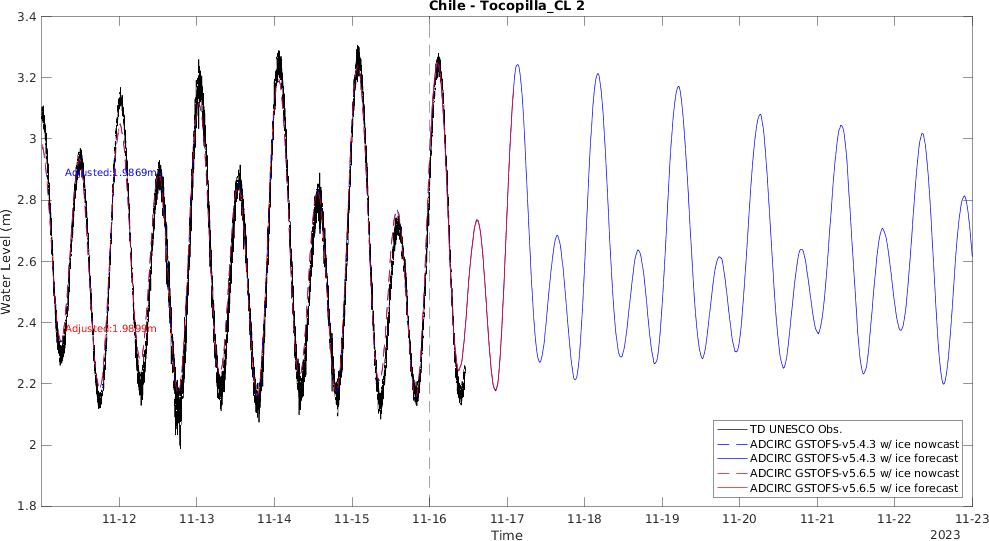 Chile - Tocopilla_CL 2
3.4
3.2
3
2.8
2.6
2.4
2.2
2
1.8
Water Level (m)
Adjusted:1.9869m
Adjusted:1.9899m
TD UNESCO Obs.
ADCIRC GSTOFS-v5.4.3 w/ ice nowcast
ADCIRC GSTOFS-v5.4.3 w/ ice forecast
ADCIRC GSTOFS-v5.6.5 w/ ice nowcast
ADCIRC GSTOFS-v5.6.5 w/ ice forecast
11-12 11-13 11-14 11-15 11-16 11-17 11-18 11-19 11-20 11-21 11-22 11-23
Time
2023